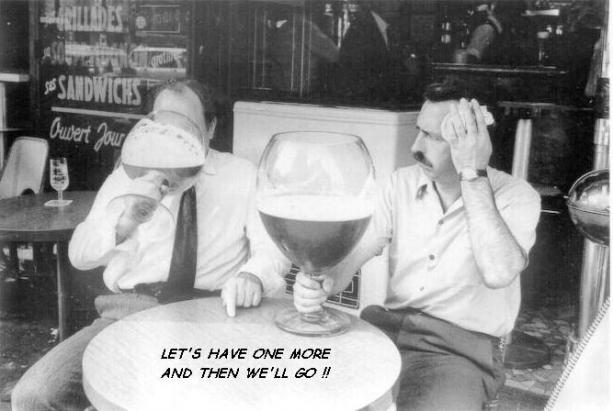 GRILLADES
SANDWICHS
Ouvert Jour
LET'S HAVE ONE MORE
AND THEN WE'LL GO !!